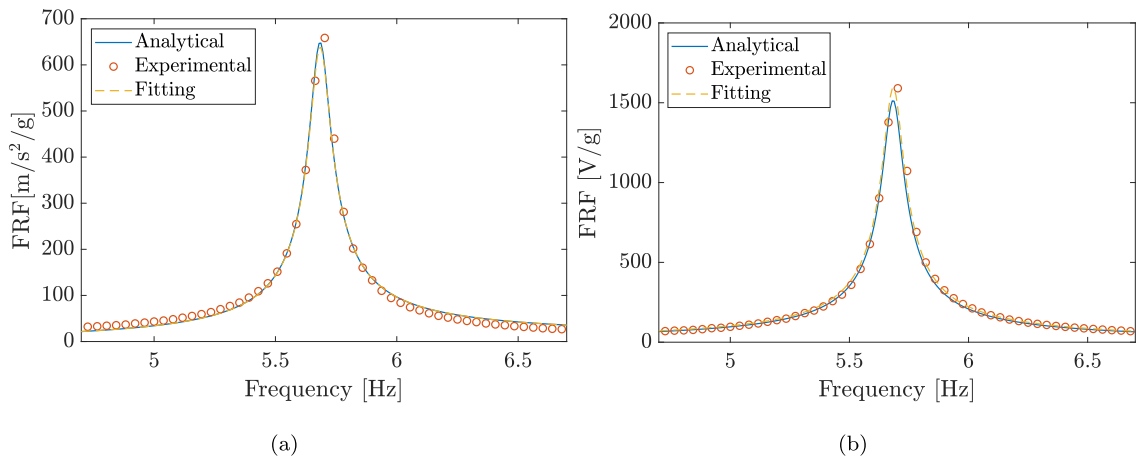 700
600
500
400
300
200
100
0
FRF[m/s²/g]
Analytical
Experimental
Fitting
5
5.5
6
6.5
Frequency [Hz]
(a)
2000
1500
1000
500
0
FRF [V/g]
Analytical
Experimental
Fitting
5
5.5
6
6.5
Frequency [Hz]
(b)